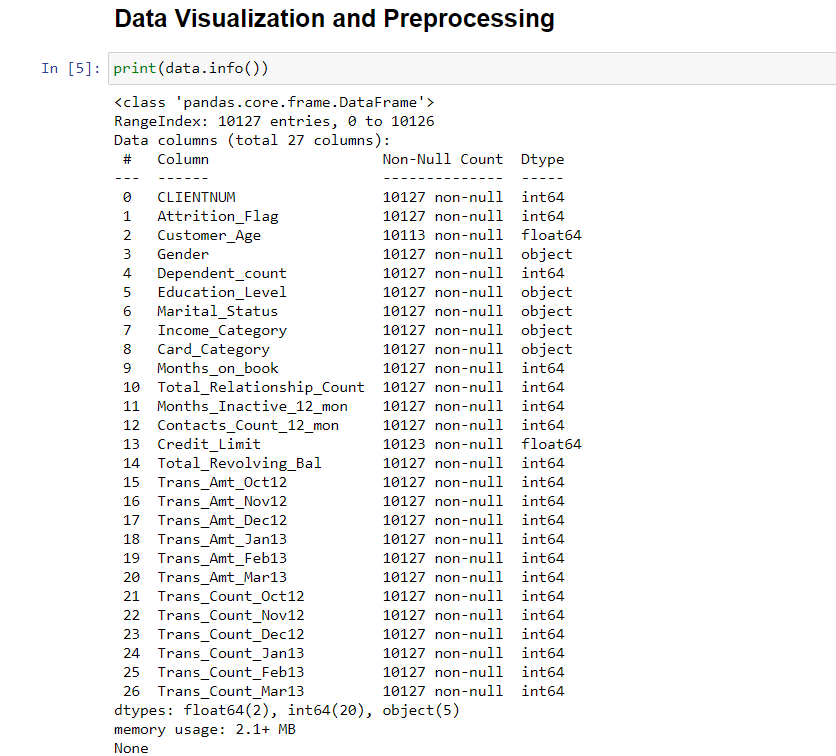 Data Visualization and Preprocessing
In [5]: print(data.info())
<class 'pandas.core.frame.DataFrame'>
RangeIndex: 10127 entries, 0 to 10126
Data columns (total 27 columns):
 #   Column                    Non-Null Count  Dtype
---  ------                    --------------  -----
 0   CLIENTNUM                 10127 non-null  int64
 1   Attrition_Flag            10127 non-null  int64
 2   Customer_Age              10113 non-null  float64
 3   Gender                    10127 non-null  object
 4   Dependent_count           10127 non-null  int64
 5   Education_Level           10127 non-null  object
 6   Marital_Status            10127 non-null  object
 7   Income_Category           10127 non-null  object
 8   Card_Category             10127 non-null  object
 9   Months_on_book            10127 non-null  int64
 10  Total_Relationship_Count  10127 non-null  int64
 11  Months_Inactive_12_mon    10127 non-null  int64
 12  Contacts_Count_12_mon     10127 non-null  int64
 13  Credit_Limit              10123 non-null  float64
 14  Total_Revolving_Bal       10127 non-null  int64
 15  Trans_Amt_Oct12           10127 non-null  int64
 16  Trans_Amt_Nov12           10127 non-null  int64
 17  Trans_Amt_Dec12           10127 non-null  int64
 18  Trans_Amt_Jan13           10127 non-null  int64
 19  Trans_Amt_Feb13           10127 non-null  int64
 20  Trans_Amt_Mar13           10127 non-null  int64
 21  Trans_Count_Oct12         10127 non-null  int64
 22  Trans_Count_Nov12         10127 non-null  int64
 23  Trans_Count_Dec12         10127 non-null  int64
 24  Trans_Count_Jan13         10127 non-null  int64
 25  Trans_Count_Feb13         10127 non-null  int64
 26  Trans_Count_Mar13         10127 non-null  int64
dtypes: float64(2), int64(20), object(5)
memory usage: 2.1+ MB
None